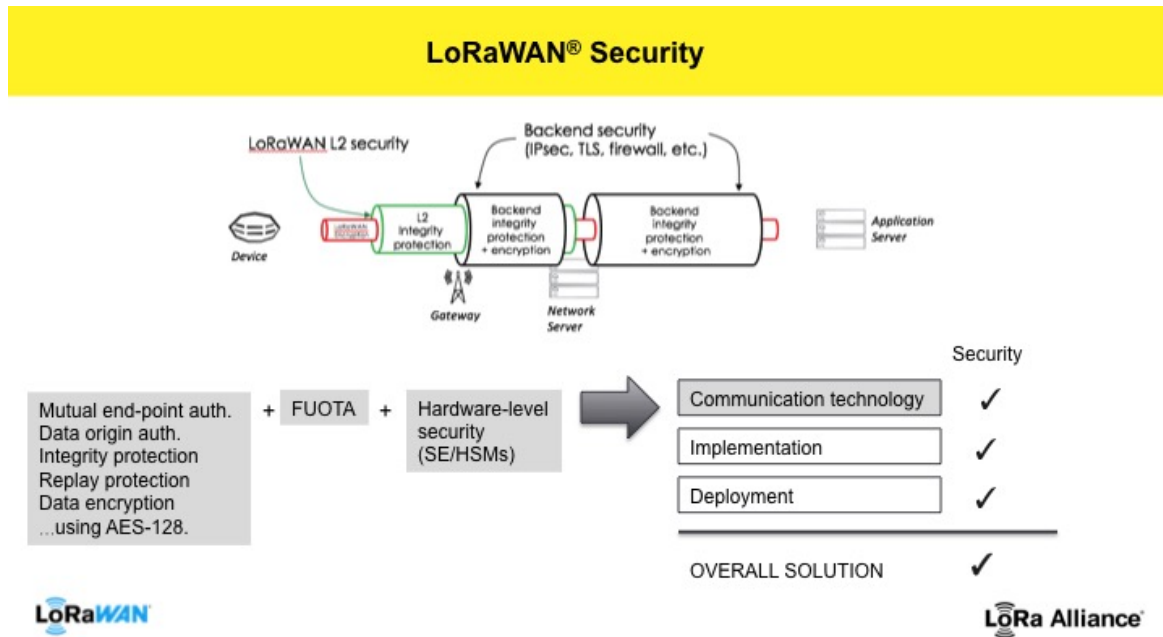 LoRaWAN® Security
LoRaWAN L2 security
Backend security
(IPsec, TLS, firewall, etc.)
Device
LoRaWAN
L2
Integrity
protection
Backend
integrity
protection
+ encryption
Backend
integrity
protection
+ encryption
Application
Server
Gateway
Network
Server
Mutual end-point auth.
Data origin auth.
Integrity protection
Replay protection
Data encryption
...using AES-128.
+
FUOTA
+
Hardware-level
security
(SE/HSMs)
Security
Communication technology ✓
Implementation ✓
Deployment ✓
OVERALL SOLUTION ✓
LoRaWAN
LoRa Alliance